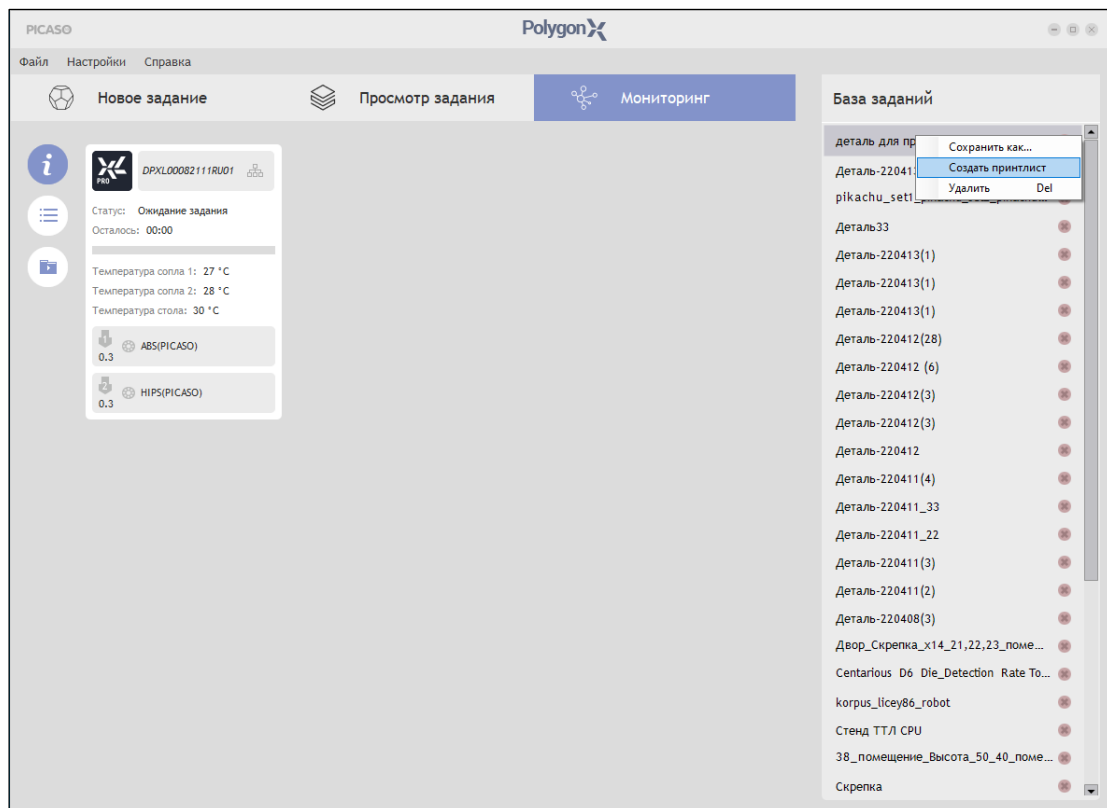 PICASO
Polygon X
Файл Настройки Справка
Новое задание
Просмотр задания
Мониторинг
База заданий
i
PRO
DPXL00082111RU01
Статус: Ожидание задания
Осталось: 00:00
Температура сопла 1: 27 °C
Температура сопла 2: 28 °C
Температура стола: 30 °C
1
0.3
ABS(PICASO)
2
0.3
HIPS(PICASO)
деталь для пр
Сохранить как...
Создать принтлист
Удалить Del
Деталь-22041
pikachu_set1_
Деталь33
Деталь-220413(1)
Деталь-220413(1)
Деталь-220413(1)
Деталь-220412(28)
Деталь-220412 (6)
Деталь-220412(3)
Деталь-220412(3)
Деталь-220412
Деталь-220411(4)
Деталь-220411_33
Деталь-220411_22
Деталь-220411(3)
Деталь-220411(2)
Деталь-220408(3)
Двор_Скрепка_x14_21,22,23_поме...
Centarious D6 Die_Detection Rate To...
korpus_licey86_robot
Стенд ТТЛ CPU
38_помещение_Высота_50_40_поме...
Скрепка